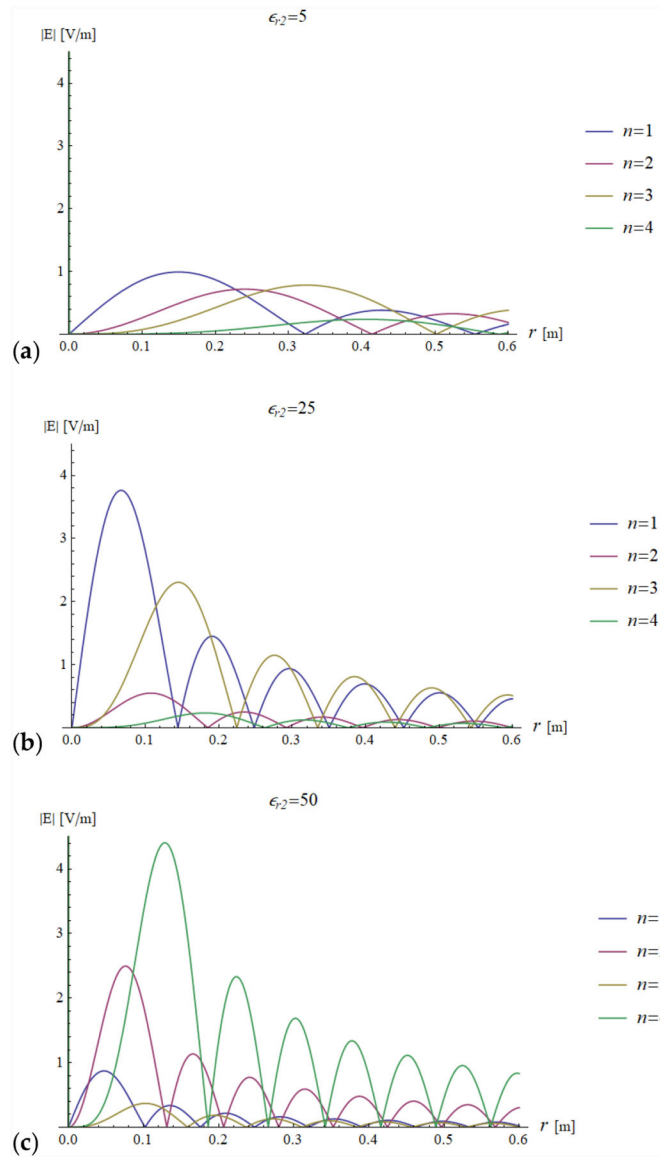 ϵr2=5
|E| [V/m]
4
3
2
1
0.0 0.1 0.2 0.3 0.4 0.5 0.6
r [m]
n=1
n=2
n=3
n=4
(a)
ϵr2=25
|E| [V/m]
4
3
2
1
0.0 0.1 0.2 0.3 0.4 0.5 0.6
r [m]
n=1
n=2
n=3
n=4
(b)
ϵr2=50
|E| [V/m]
4
3
2
1
0.0 0.1 0.2 0.3 0.4 0.5 0.6
r [m]
n=
n=
n=
n=
(c)